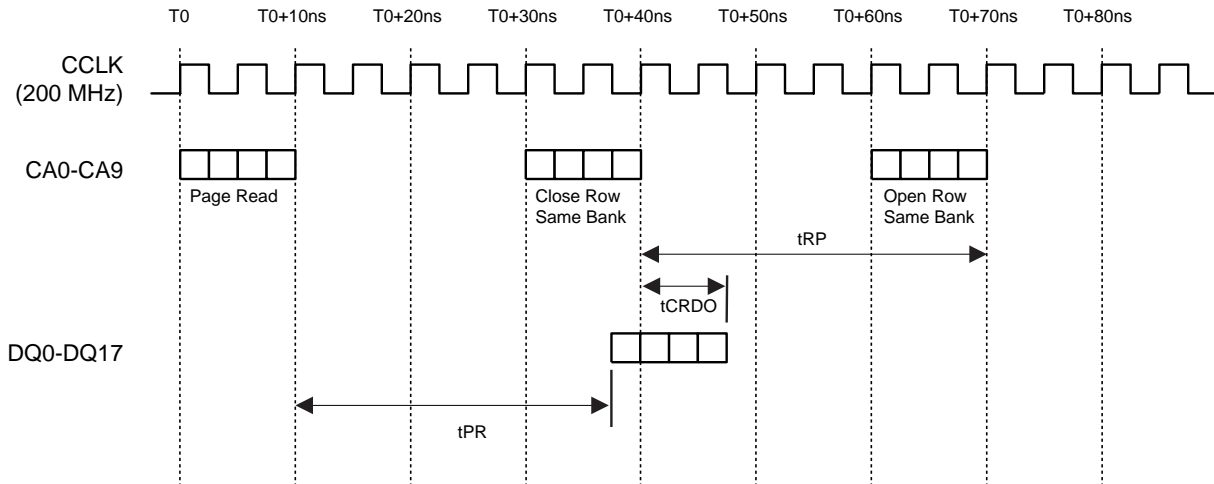 T0 T0+10ns T0+20ns T0+30ns T0+40ns T0+50ns T0+60ns T0+70ns T0+80ns
CCLK
(200 MHz)
CA0-CA9
Page Read
Close Row
Same Bank
Open Row
Same Bank
tRP
tCRDO
DQ0-DQ17
tPR